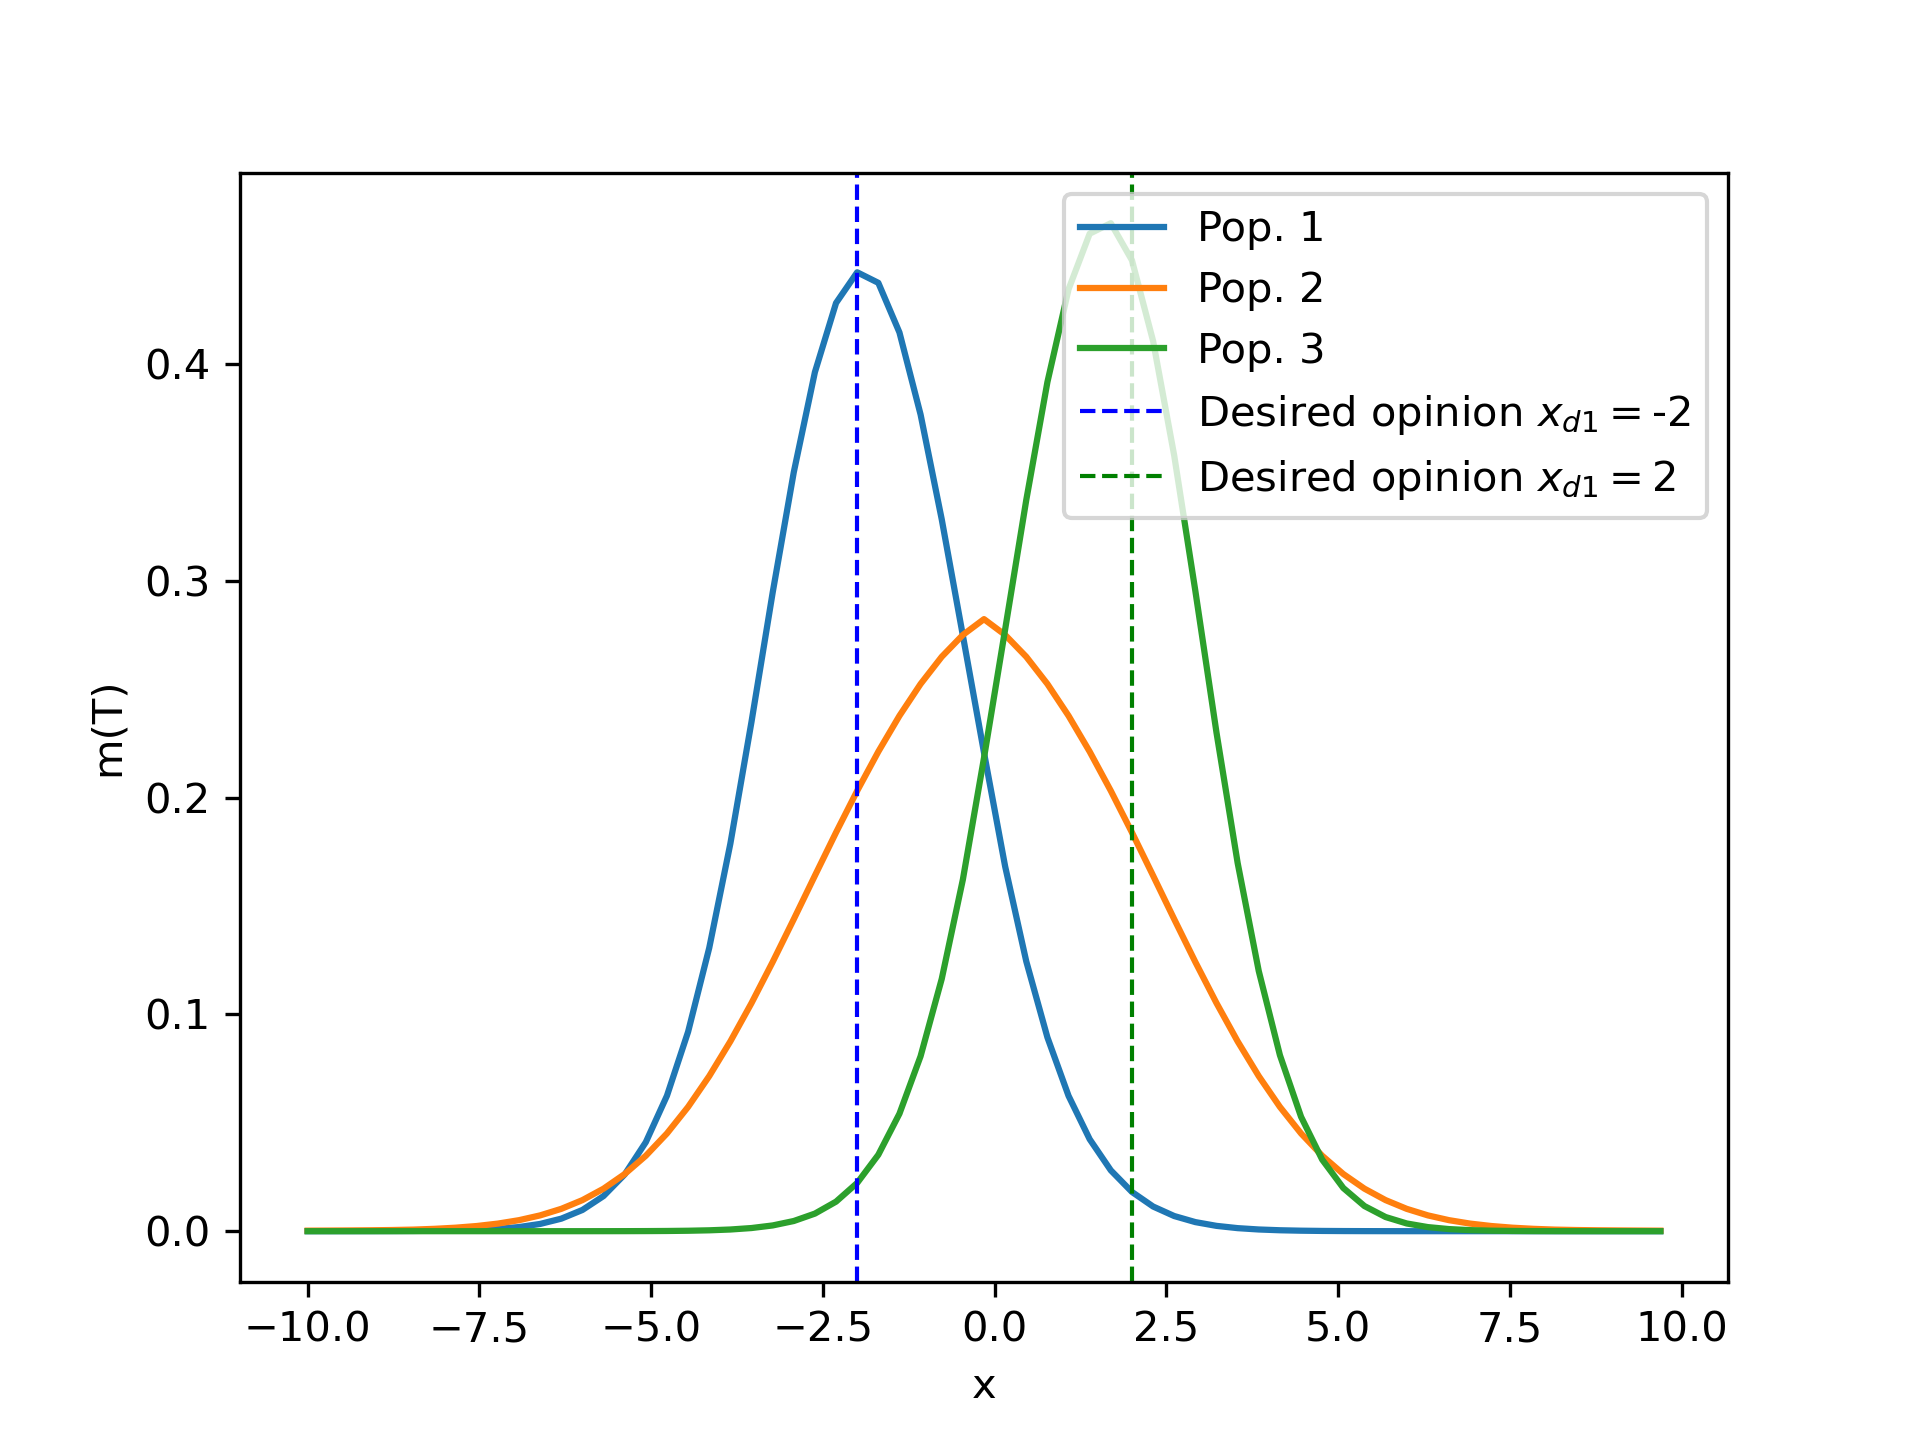 Pop. 1
Pop. 2
Pop. 3
Desired opinion $x_{d1}$ = -2
Desired opinion $x_{d1}$ = 2
0.4
0.3
0.2
0.1
0.0
m(T)
−10.0 −7.5 −5.0 −2.5 0.0 2.5 5.0 7.5 10.0
x